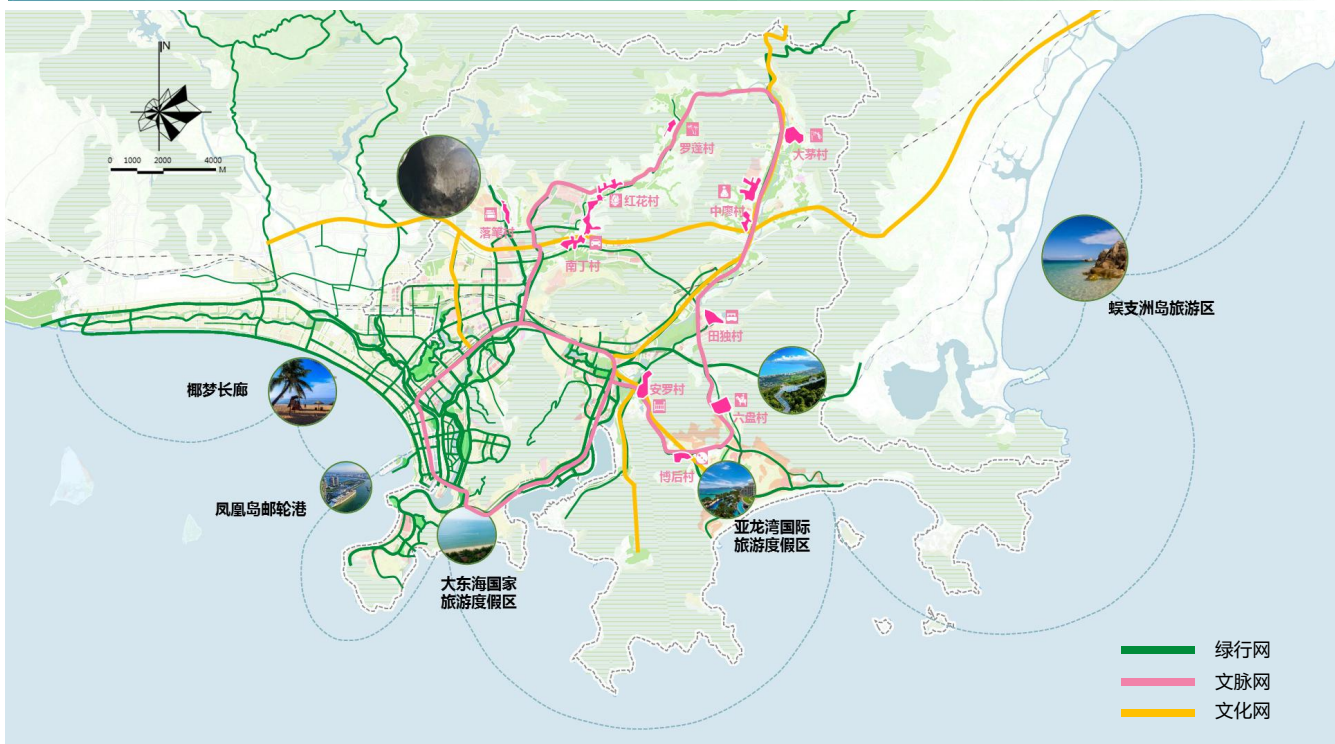 N
0 1000 2000 4000
M
罗蓬村
大茅村
红花村
中廖村
落笔村
南丁村
蜈支洲岛旅游区
田独村
椰梦长廊
安罗村
六盘村
博后村
凤凰岛邮轮港
亚龙湾国际
旅游度假区
大东海国家
旅游度假区
绿行网
文脉网
文化网